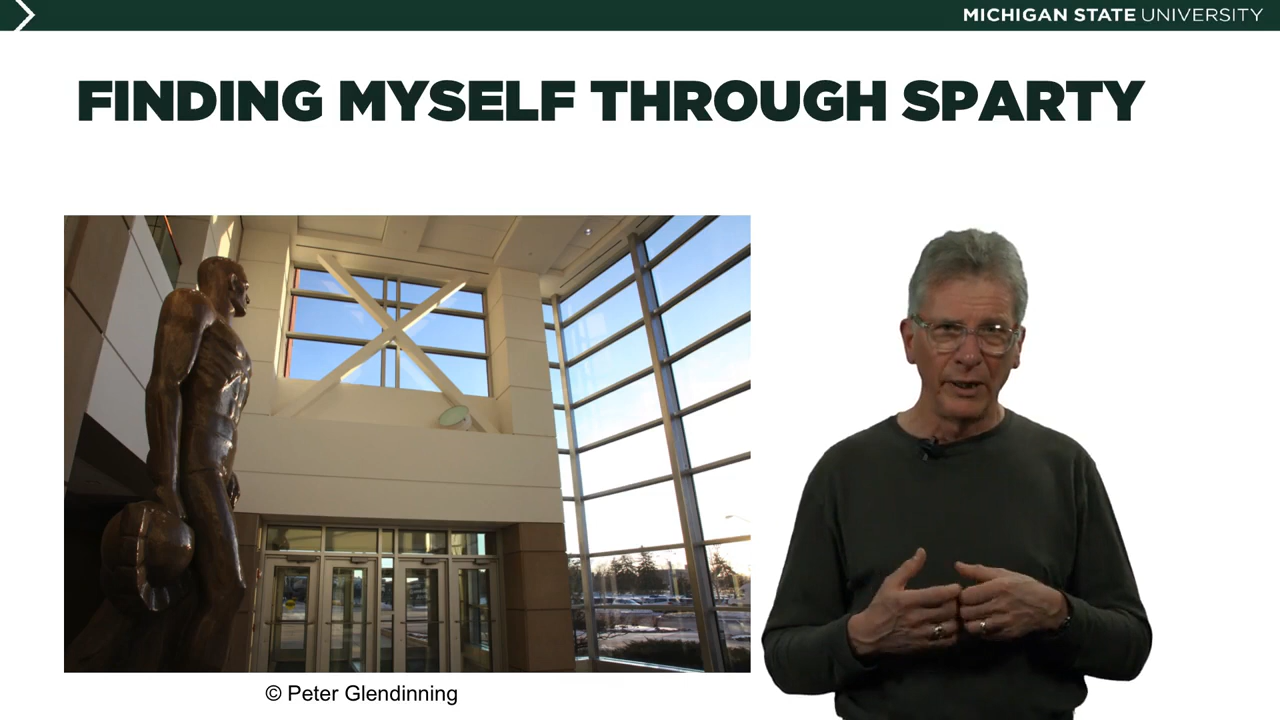 MICHIGAN STATE UNIVERSITY
FINDING MYSELF THROUGH SPARTY
© Peter Glendinning